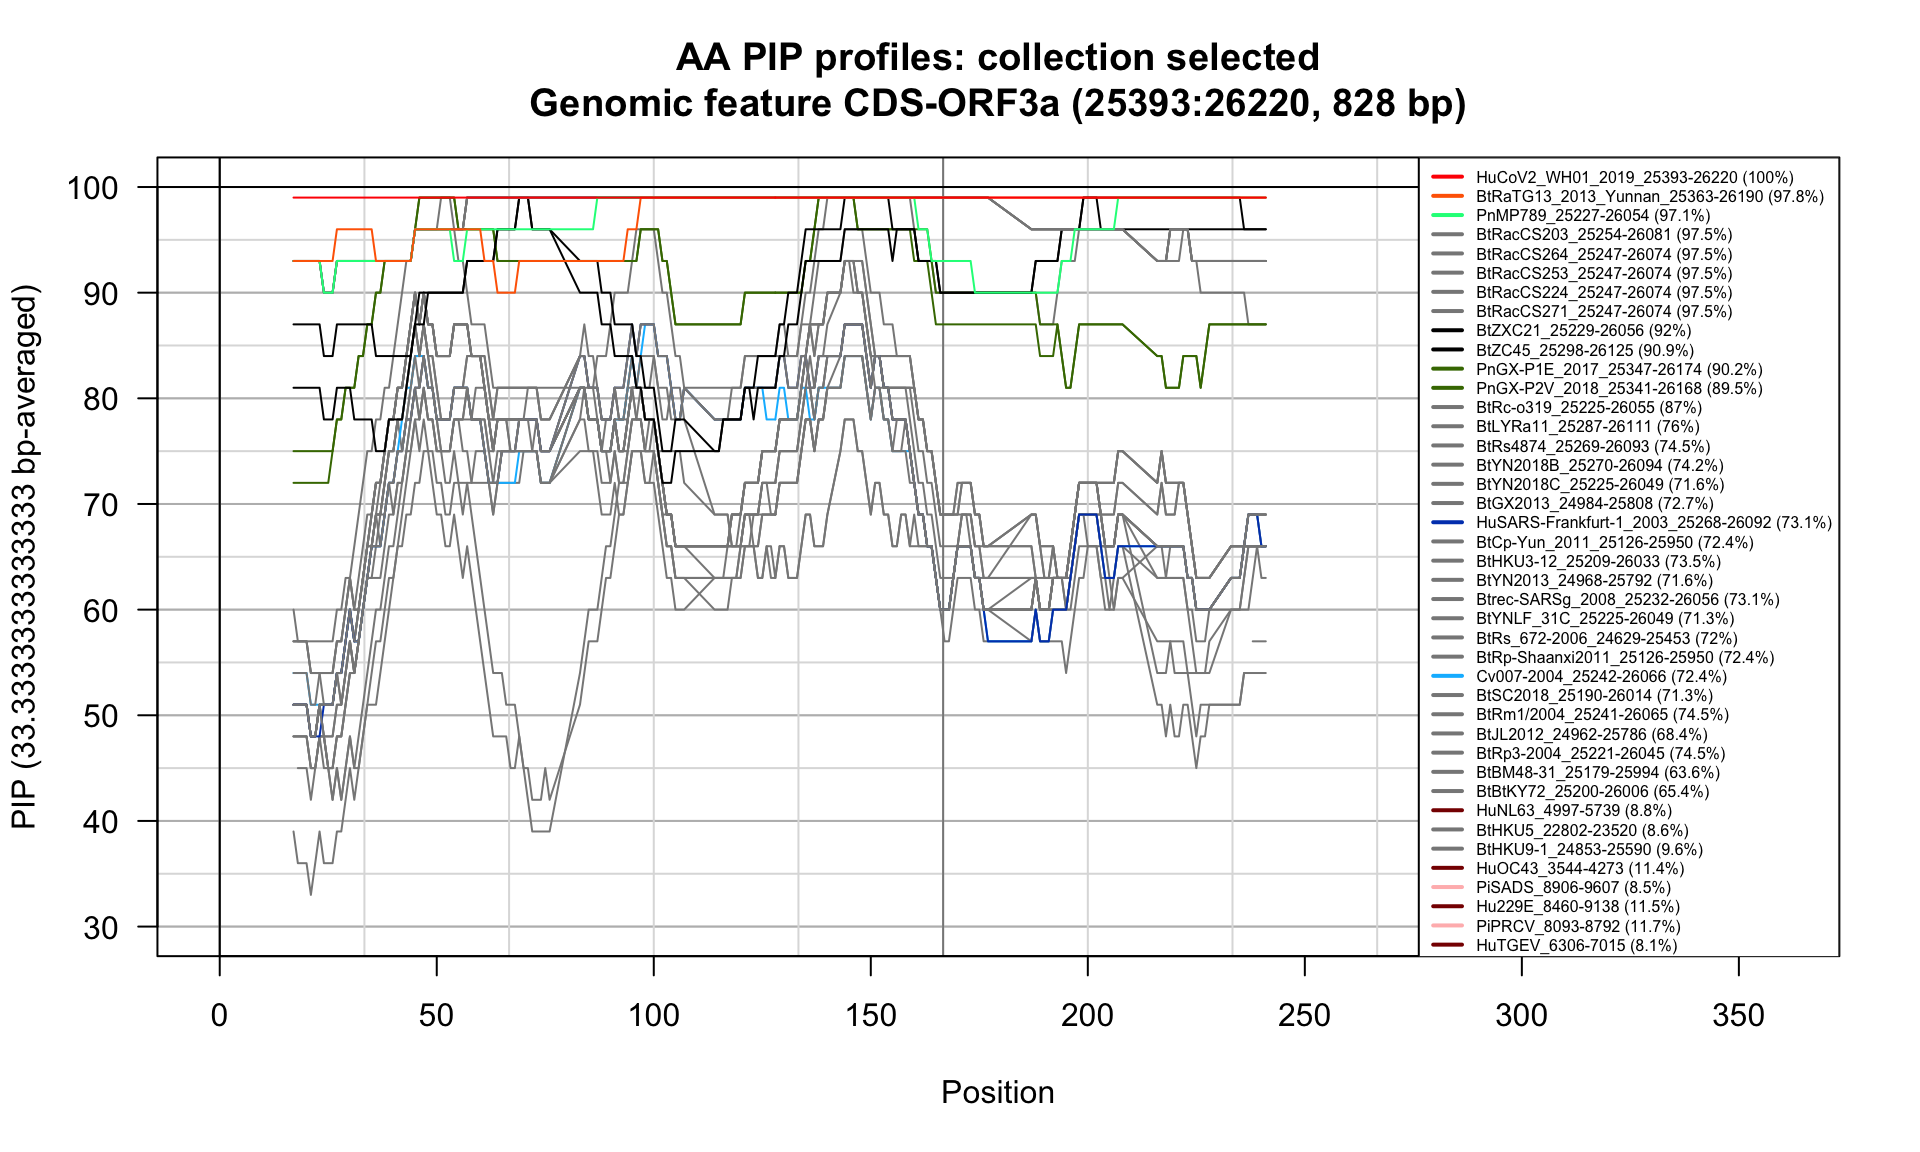 AA PIP profiles: collection selected
Genomic feature CDS-ORF3a (25393:26220, 828 bp)
PIP (33.3333333333333 bp-averaged)
100
90
80
70
60
50
40
30
0
50
100
150
200
250
300
350
Position
HuCoV2_WH01_2019_25393-26220 (100%)
BtRaTG13_2013_Yunnan_25363-26190 (97.8%)
PnMP789_25227-26054 (97.1%)
BtRacCS203_25254-26081 (97.5%)
BtRacCS264_25247-26074 (97.5%)
BtRacCS253_25247-26074 (97.5%)
BtRacCS224_25247-26074 (97.5%)
BtRacCS271_25247-26074 (97.5%)
BtZXC21_25229-26056 (92%)
BtZC45_25298-26125 (90.9%)
PnGX-P1E_2017_25347-26174 (90.2%)
PnGX-P2V_2018_25341-26168 (89.5%)
BtRc-o319_25225-26055 (87%)
BtLYRa11_25287-26111 (76%)
BtRs4874_25269-26093 (74.5%)
BtYN2018B_25270-26094 (74.2%)
BtYN2018C_25225-26049 (71.6%)
BtGX2013_24984-25808 (72.7%)
HuSARS-Frankfurt-1_2003_25268-26092 (73.1%)
BtCp-Yun_2011_25126-25950 (72.4%)
BtHKU3-12_25209-26033 (73.5%)
BtYN2013_24968-25792 (71.6%)
Btrec-SARSg_2008_25232-26056 (73.1%)
BtYNLF_31C_25225-26049 (71.3%)
BtRs_672-2006_24629-25453 (72%)
BtRp-Shaanxi2011_25126-25950 (72.4%)
Cv007-2004_25242-26066 (72.4%)
BtSC2018_25190-26014 (71.3%)
BtRm1/2004_25241-26065 (74.5%)
BtJL2012_24962-25786 (68.4%)
BtRp3-2004_25221-26045 (74.5%)
BtBM48-31_25179-25994 (63.6%)
BtBtKY72_25200-26006 (65.4%)
HuNL63_4997-5739 (8.8%)
BtHKU5_22802-23520 (8.6%)
BtHKU9-1_24853-25590 (9.6%)
HuOC43_3544-4273 (11.4%)
PiSADS_8906-9607 (8.5%)
Hu229E_8460-9138 (11.5%)
PiPRCV_8093-8792 (11.7%)
HuTGEV_6306-7015 (8.1%)